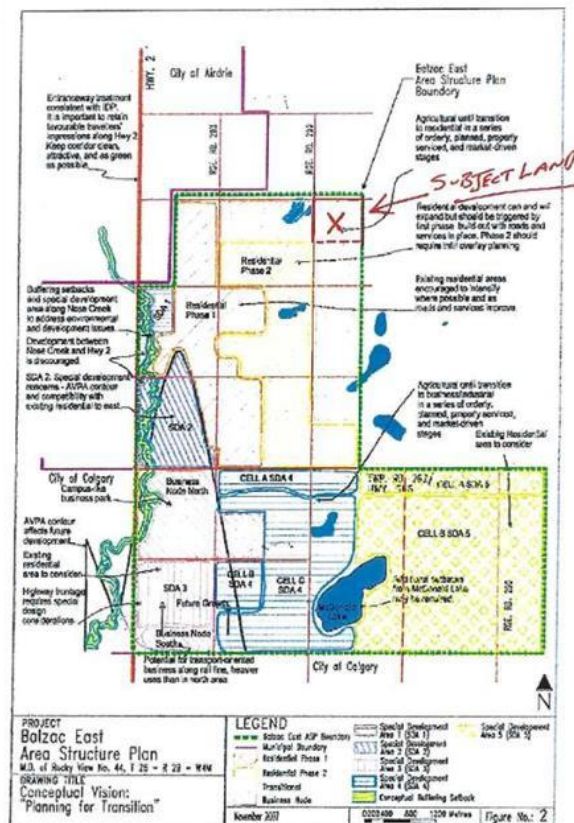 City of Airdrie
HWY. 2
Balzac East
Area Structure Plan
Boundary
Entranceway treatment
consistent with IDP.
It is important to retain
favourable travellers'
impressions along Hwy 2
Keep corridor clean,
attractive, and as green
as possible.
RGE. RD. 293
RGE. RD. 292
Agricultural until transition
to residential in a series
of orderly, planned, properly
serviced, and market-driven
stages
SUBJECT LAND
X
Residential development can and will
expand but should be triggered by
first phase build out with roads and
services in place. Phase 2 should
require infill overlay planning.
Residential
Phase 2
Buffering setbacks
and special development
area along Nose Creek
to address environmental
and development issues
SDA 1
Residential
Phase 1
Existing residential areas
encouraged to intensify
where possible and as
roads and services improve.
Development between
Nose Creek and Hwy 2
is discouraged.
SDA 2: Special development
concerns - AVPA contour
and compatibility with
existing residential to east.
SDA 2
Agricultural until transition
to business/industrial
in a series of orderly,
planned, properly serviced,
and market-driven
stages
Existing Residential
area to consider
City of Calgary
Campus-like
business park
Business
Node North
CELL A SDA 4
CELL A SDA 5
CELL B SDA 5
AVPA contour
affects future
development.
Existing
residential
area to consider
Highway frontage
requires special
design
considerations
SDA 3
Future Growth
CELL B
SDA 4
CELL C
SDA 4
McDonald
Lake
Additional setbacks
from McDonald Lake
may be required.
RGE. RD. 290
Business Node
South
Potential for transport-oriented
business along rail line, heavier
uses than in north area
City of Calgary
N
PROJECT
Balzac East
Area Structure Plan
M.D. of Rocky View No. 44, T 26 - R 29 - W4M
DRAWING TITLE
Conceptual Vision:
"Planning for Transition"
LEGEND
Balzac East ASP Boundary
Municipal Boundary
Residential Phase 1
Residential Phase 2
Transitional
Business Node
Special Development
Area 1 (SDA 1)
Special Development
Area 2 (SDA 2)
Special Development
Area 3 (SDA 3)
Special Development
Area 4 (SDA 4)
Special Development
Area 5 (SDA 5)
Conceptual Buffering Setback
November 2007
1200 Metres
Figure No.: 2